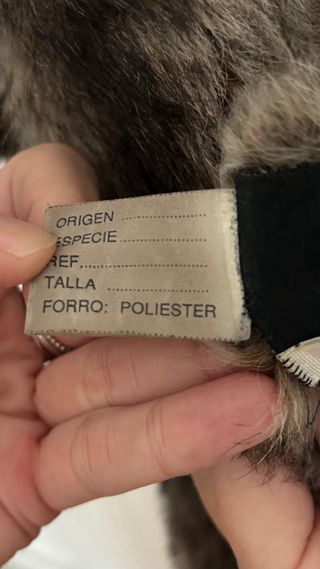 ORIGEN ........................
ESPECIE ........................
REF ........................
TALLA ........................
FORRO: POLIESTER